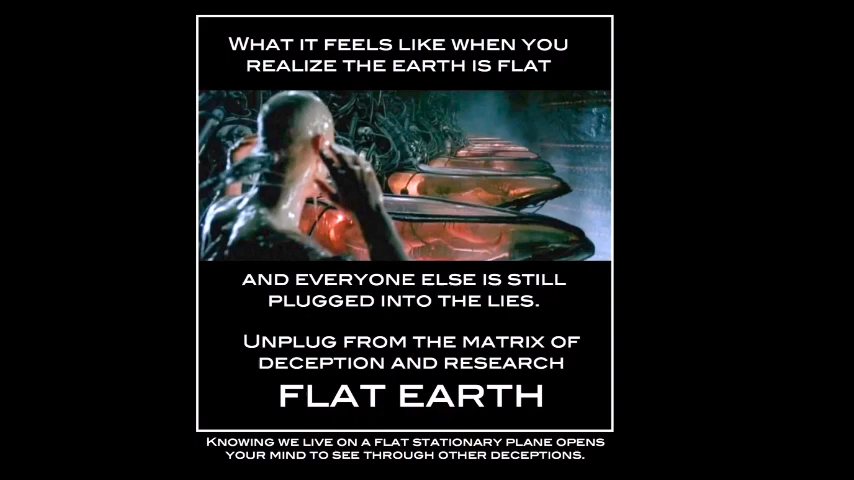 What it feels like when you
realize the earth is flat
and everyone else is still
plugged into the lies.
Unplug from the matrix of
deception and research
FLAT EARTH
Knowing we live on a flat stationary plane opens
your mind to see through other deceptions.